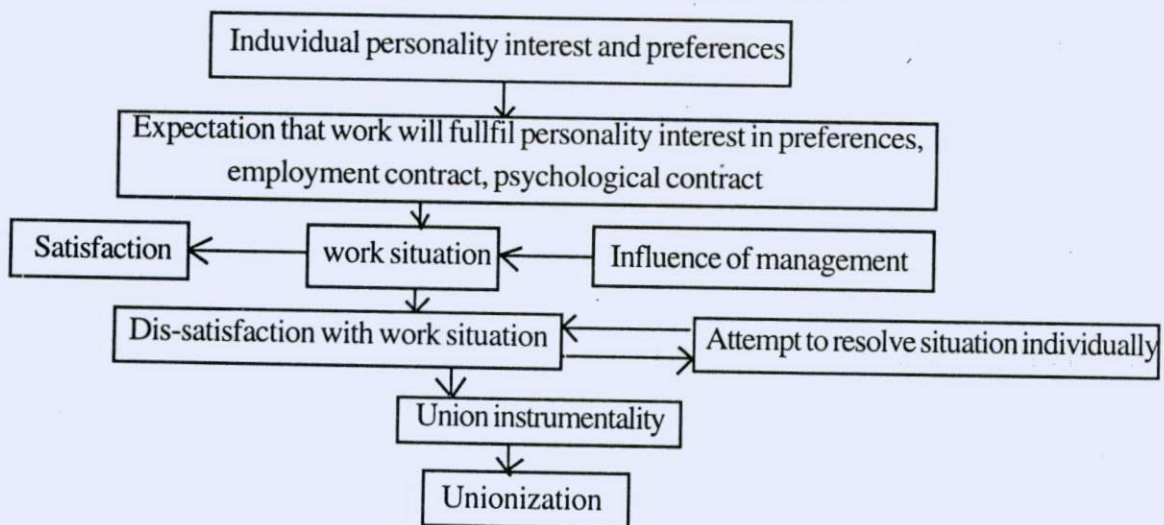 Induvidual personality interest and preferences
Expectation that work will fullfil personality interest in preferences,
employment contract, psychological contract
Satisfaction
work situation
Influence of management
Dis-satisfaction with work situation
Attempt to resolve situation individually
Union instrumentality
Unionization